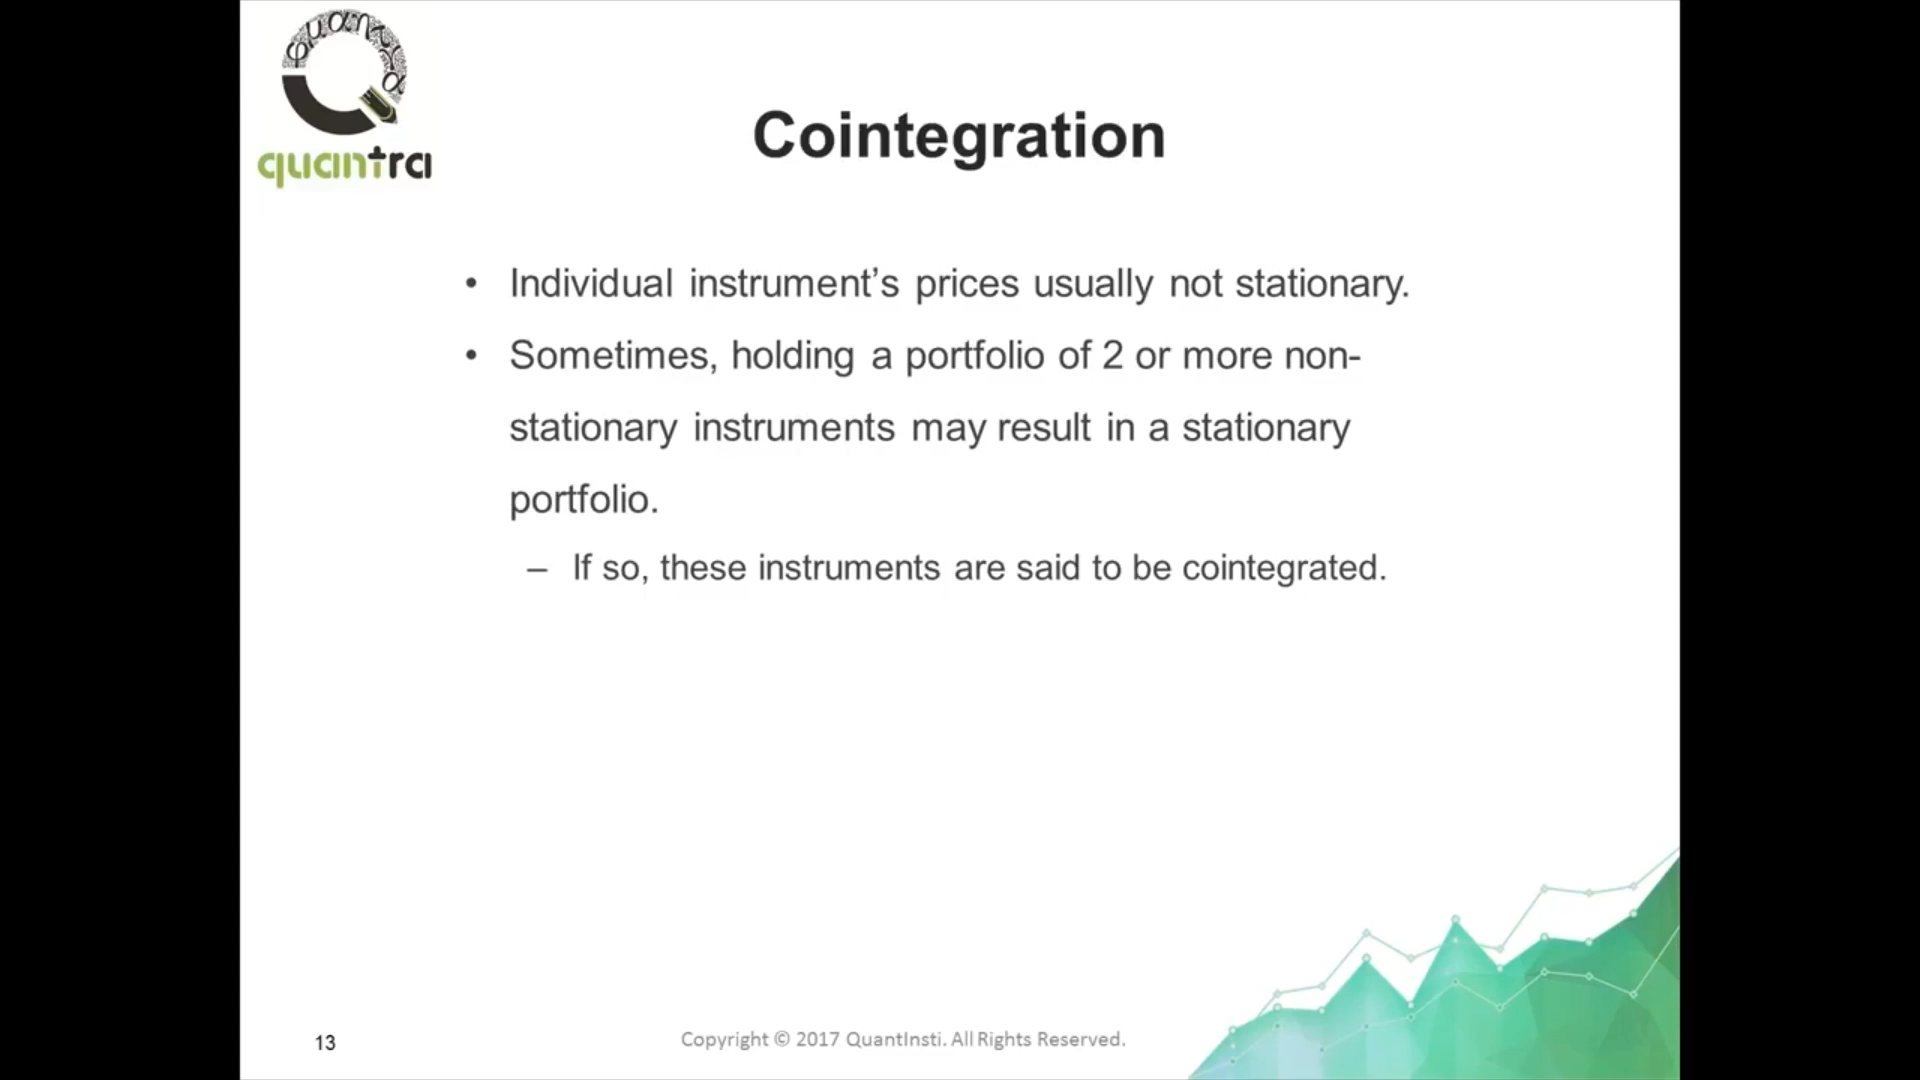 quantra
Cointegration
• Individual instrument’s prices usually not stationary.
• Sometimes, holding a portfolio of 2 or more non-
stationary instruments may result in a stationary
portfolio.
– If so, these instruments are said to be cointegrated.
13
Copyright © 2017 QuantInsti. All Rights Reserved.